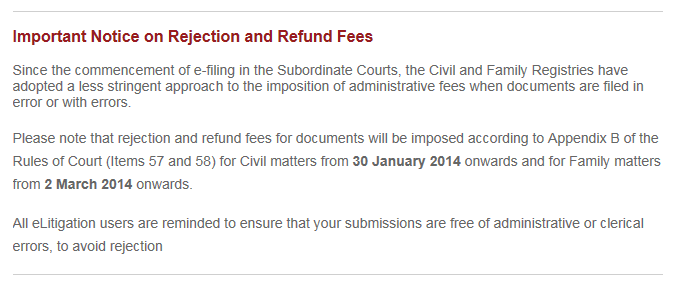 Important Notice on Rejection and Refund Fees
Since the commencement of e-filing in the Subordinate Courts, the Civil and Family Registries have
adopted a less stringent approach to the imposition of administrative fees when documents are filed in
error or with errors.
Please note that rejection and refund fees for documents will be imposed according to Appendix B of the
Rules of Court (Items 57 and 58) for Civil matters from 30 January 2014 onwards and for Family matters
from 2 March 2014 onwards.
All eLitigation users are reminded to ensure that your submissions are free of administrative or clerical
errors, to avoid rejection